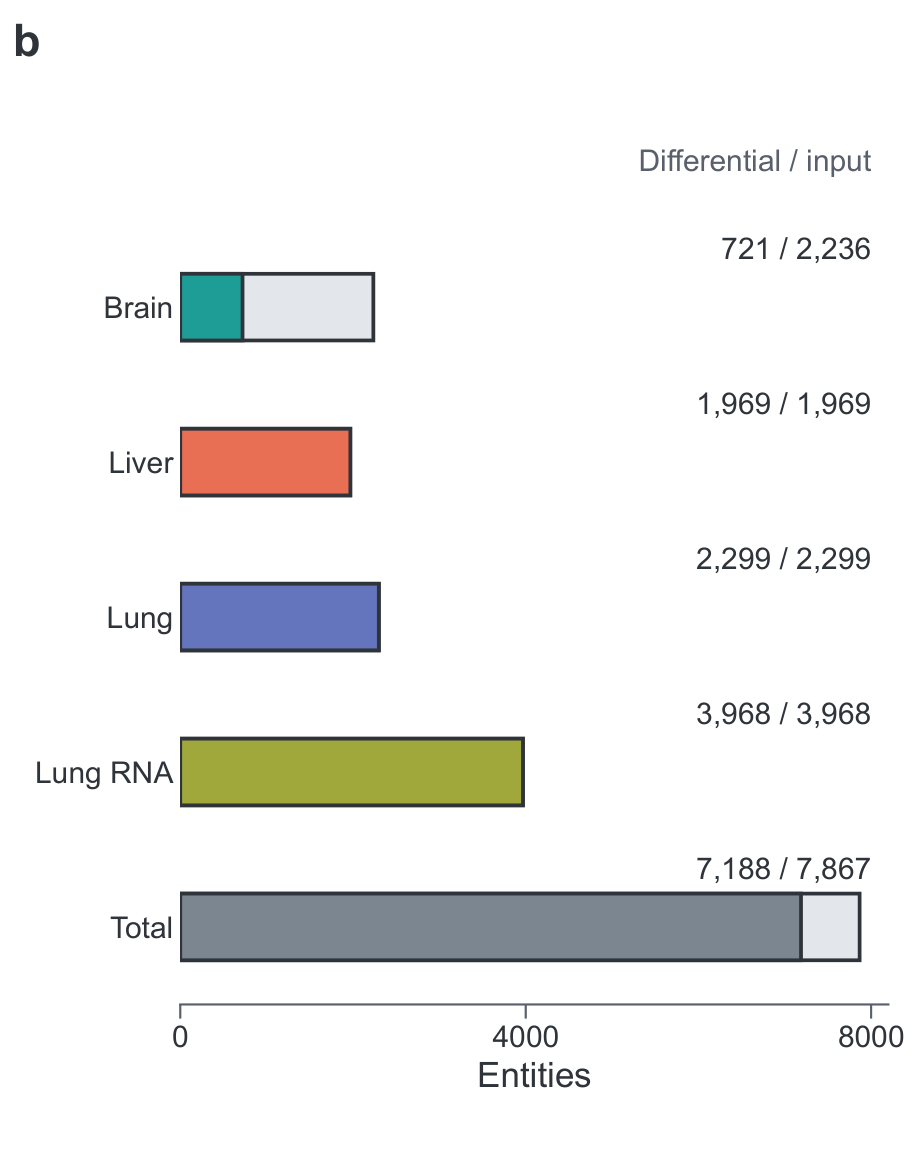 b
Differential / input
721 / 2,236
Brain
1,969 / 1,969
Liver
2,299 / 2,299
Lung
3,968 / 3,968
Lung RNA
7,188 / 7,867
Total
0 4000 8000
Entities